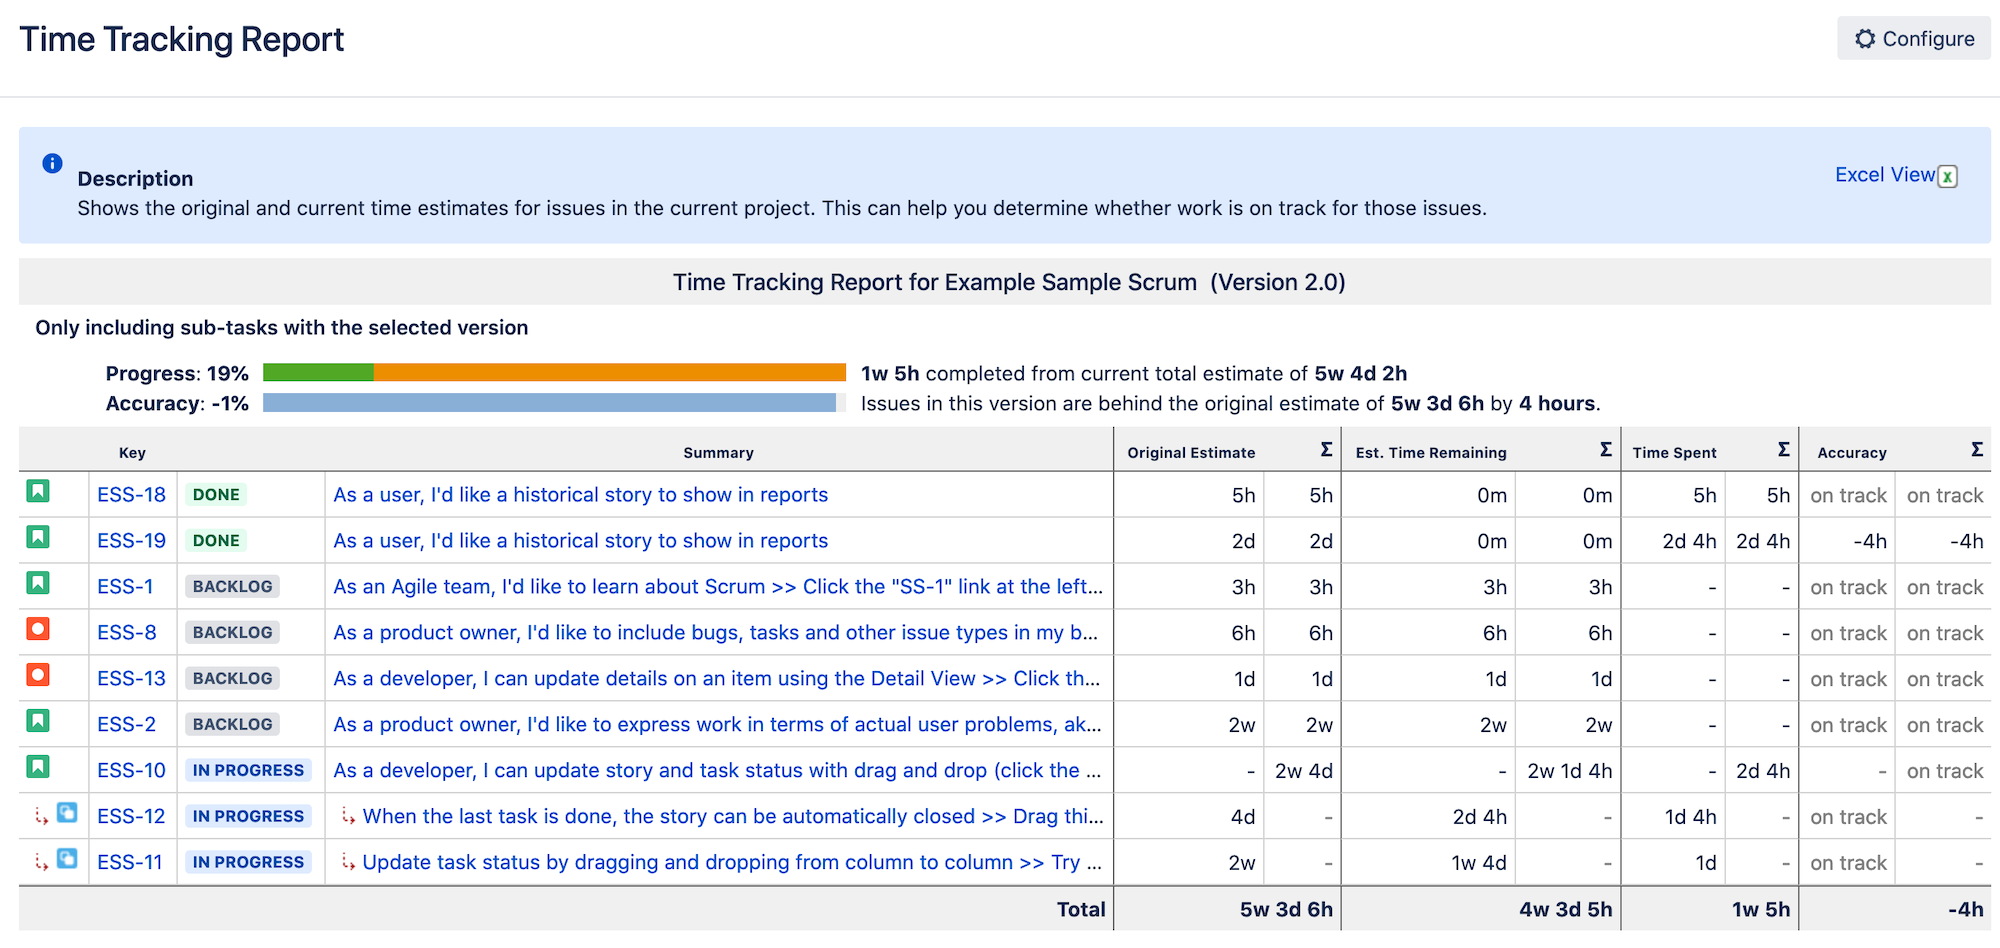 Time Tracking Report
Configure
Description
Excel View
Shows the original and current time estimates for issues in the current project. This can help you determine whether work is on track for those issues.
Time Tracking Report for Example Sample Scrum (Version 2.0)
Only including sub-tasks with the selected version
Progress: 19% 1w 5h completed from current total estimate of 5w 4d 2h
Accuracy: -1% Issues in this version are behind the original estimate of 5w 3d 6h by 4 hours.
Key Summary Original Estimate Σ Est. Time Remaining Σ Time Spent Σ Accuracy Σ
ESS-18 DONE As a user, I'd like a historical story to show in reports 5h 5h 0m 0m 5h 5h on track on track
ESS-19 DONE As a user, I'd like a historical story to show in reports 2d 2d 0m 0m 2d 4h 2d 4h -4h -4h
ESS-1 BACKLOG As an Agile team, I'd like to learn about Scrum >> Click the "SS-1" link at the left... 3h 3h 3h 3h - - on track on track
ESS-8 BACKLOG As a product owner, I'd like to include bugs, tasks and other issue types in my b... 6h 6h 6h 6h - - on track on track
ESS-13 BACKLOG As a developer, I can update details on an item using the Detail View >> Click th... 1d 1d 1d 1d - - on track on track
ESS-2 BACKLOG As a product owner, I'd like to express work in terms of actual user problems, ak... 2w 2w 2w 2w - - on track on track
ESS-10 IN PROGRESS As a developer, I can update story and task status with drag and drop (click the ... - 2w 4d - 2w 1d 4h - 2d 4h - on track
ESS-12 IN PROGRESS When the last task is done, the story can be automatically closed >> Drag thi... 4d - 2d 4h - 1d 4h - on track -
ESS-11 IN PROGRESS Update task status by dragging and dropping from column to column >> Try ... 2w - 1w 4d - 1d - on track -
Total 5w 3d 6h 4w 3d 5h 1w 5h -4h